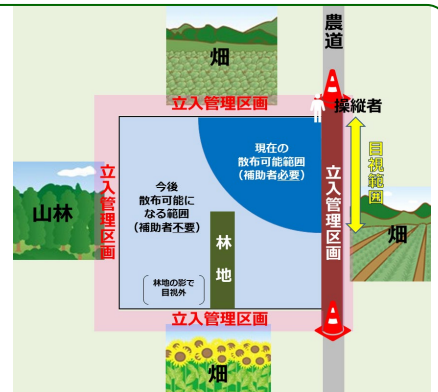 畑
農道
立入管理区画
操縦者
現在の
散布可能範囲
(補助者必要)
目視範囲
今後
散布可能に
なる範囲
(補助者不要)
立入管理区画
山林
立入管理区画
畑
林地
林地の影で
目視外
立入管理区画
畑